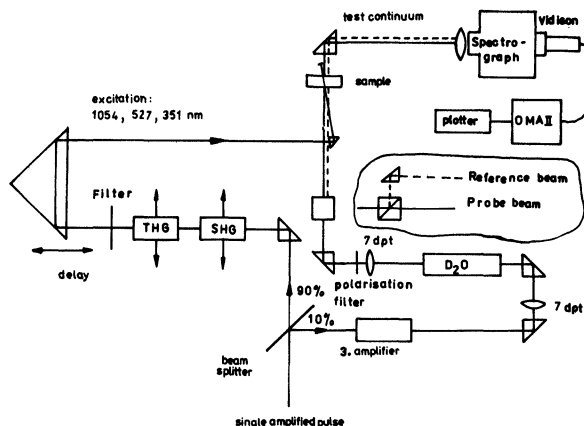 test continuum
Vidison
Spectro-
graph
sample
excitation:
1054, 527, 351 nm
plotter
OMA II
Reference beam
Probe beam
Filter
THG
SHG
delay
7 dpt
D2O
polarisation
filter
7 dpt
90%
10%
3. amplifier
beam
splitter
single amplified pulse